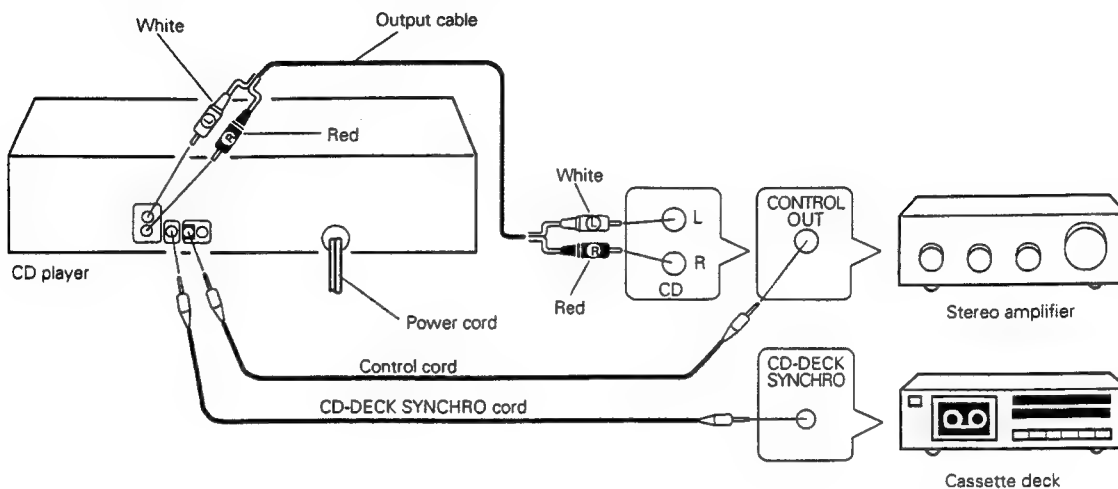 White
Output cable
L
R
Red
CD player
Power cord
White
L
R
Red
L
R
CD
CONTROL
OUT
Stereo amplifier
Control cord
CD-DECK SYNCHRO cord
CD-DECK
SYNCHRO
Cassette deck